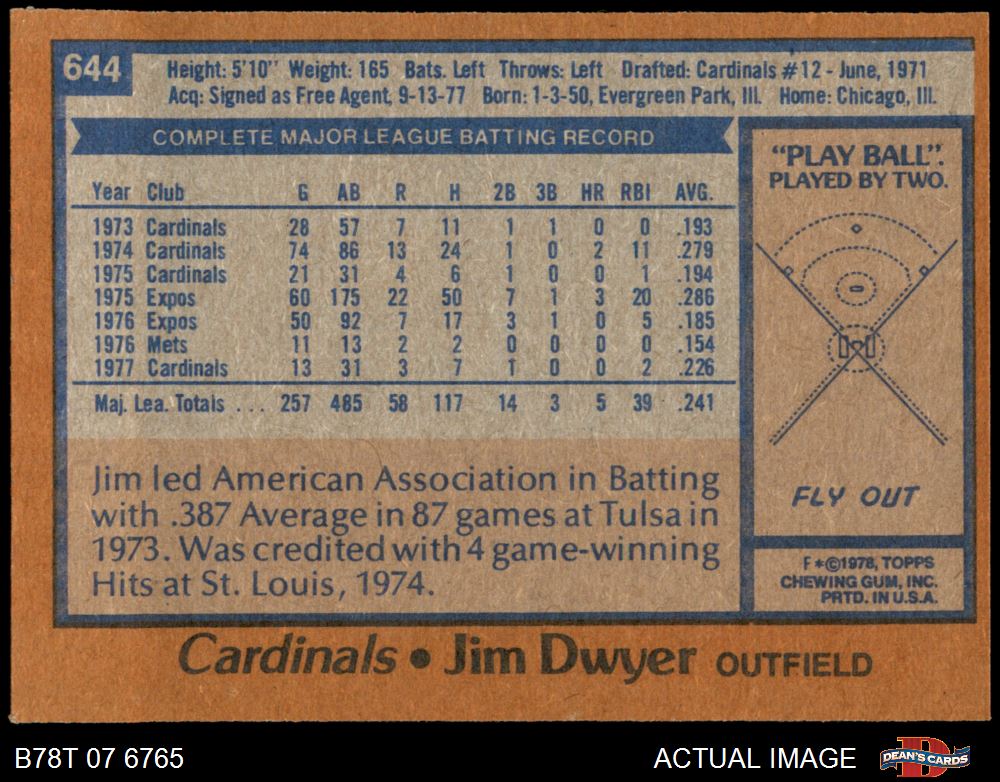 644
Height: 5'10" Weight: 165 Bats. Left Throws: Left Drafted: Cardinals #12 - June, 1971
Acq: Signed as Free Agent, 9-13-77 Born: 1-3-50, Evergreen Park, Ill. Home: Chicago, Ill.
COMPLETE MAJOR LEAGUE BATTING RECORD
Year Club G AB R H 2B 3B HR RBI AVG.
1973 Cardinals 28 57 7 11 1 1 0 0 .193
1974 Cardinals 74 86 13 24 1 0 2 11 .279
1975 Cardinals 21 31 4 6 1 0 0 1 .194
1975 Expos 60 175 22 50 7 1 3 20 .286
1976 Expos 50 92 7 17 3 1 0 5 .185
1976 Mets 11 13 2 2 0 0 0 0 .154
1977 Cardinals 13 31 3 7 1 0 0 2 .226
Maj. Lea. Totals ... 257 485 58 117 14 3 5 39 .241
Jim led American Association in Batting
with .387 Average in 87 games at Tulsa in
1973. Was credited with 4 game-winning
Hits at St. Louis, 1974.
"PLAY BALL".
PLAYED BY TWO.
FLY OUT
F*©1978, TOPPS
CHEWING GUM, INC.
PRTD. IN U.S.A.
Cardinals • Jim Dwyer OUTFIELD
B78T 07 6765
ACTUAL IMAGE
DEAN'S CARDS